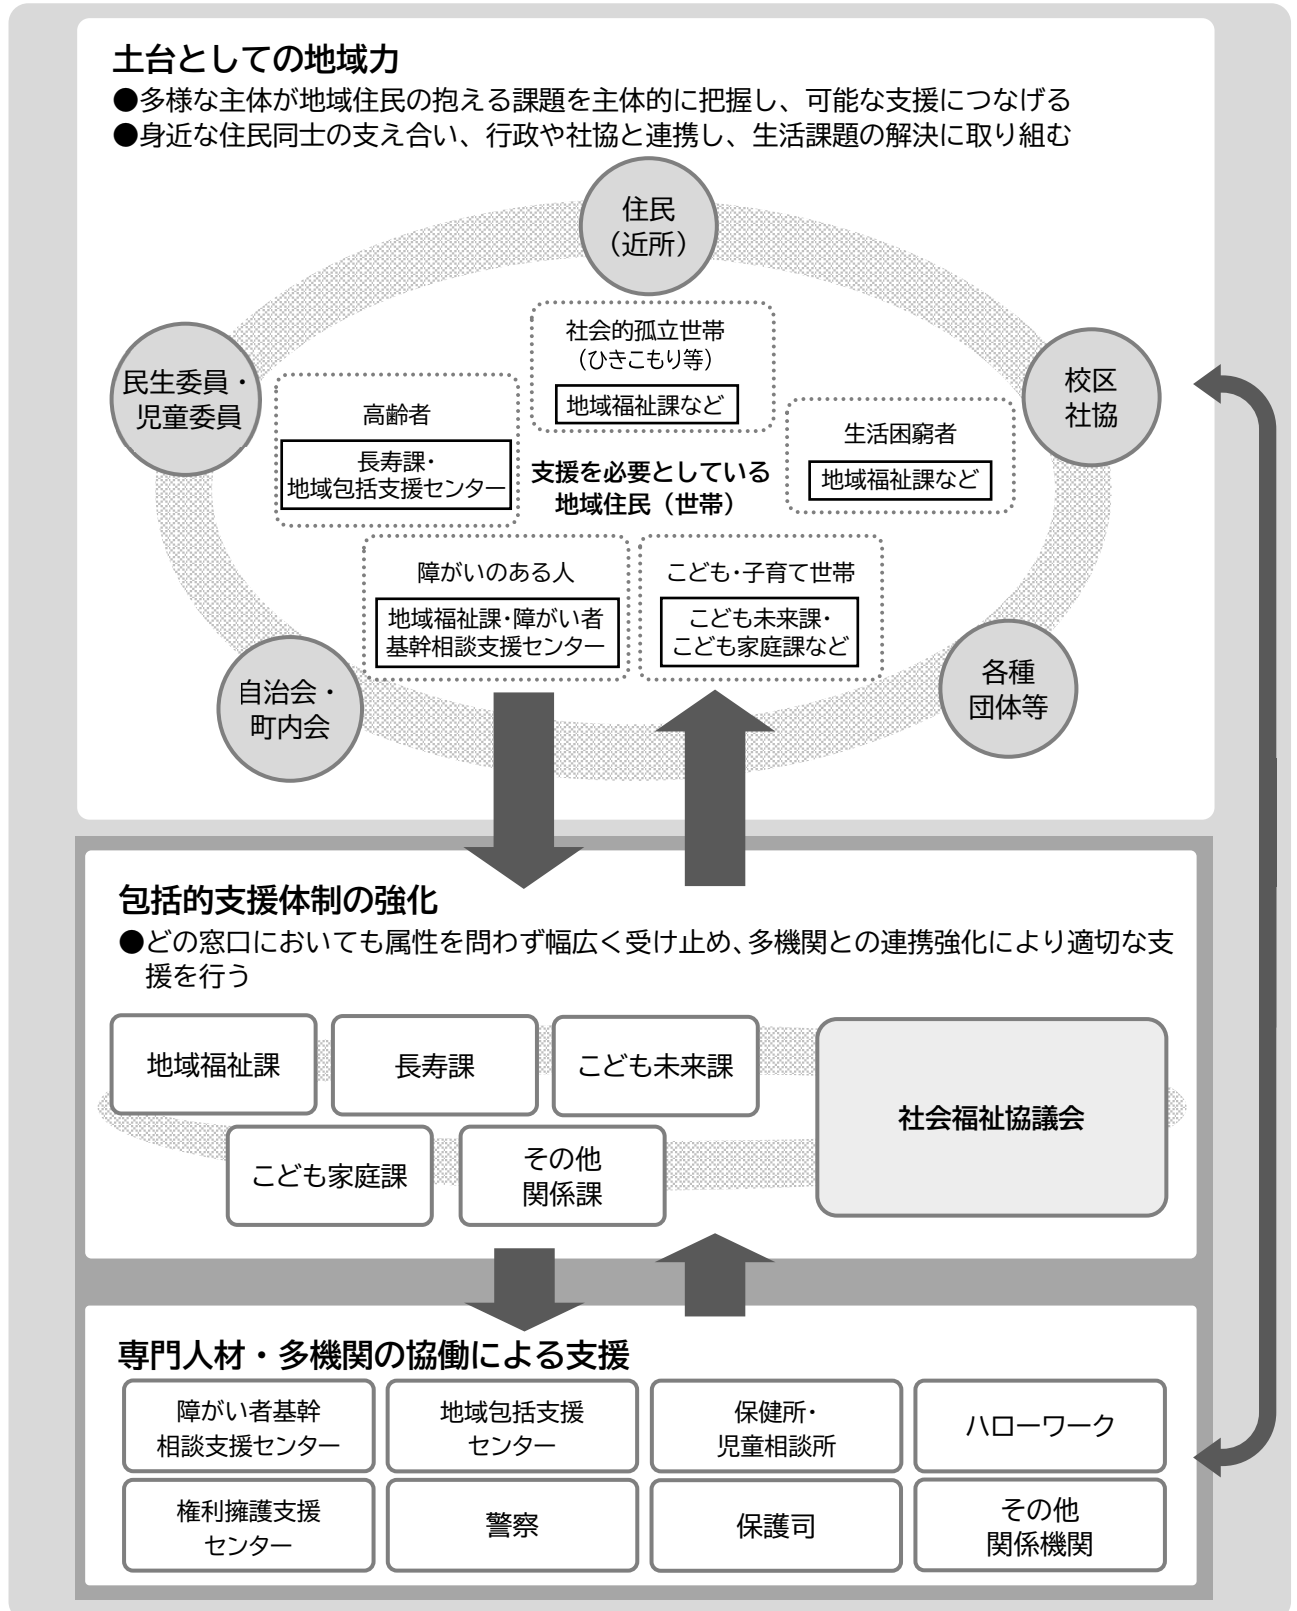 土台としての地域力
●多様な主体が地域住民の抱える課題を主体的に把握し、可能な支援につなげる
●身近な住民同士の支え合い、行政や社協と連携し、生活課題の解決に取り組む
住民
（近所）
民生委員・
児童委員
校区
社協
社会的孤立世帯
（ひきこもり等）
地域福祉課など
高齢者
長寿課・
地域包括支援センター
生活困窮者
地域福祉課など
支援を必要としている
地域住民（世帯）
障がいのある人
地域福祉課・障がい者
基幹相談支援センター
こども・子育て世帯
こども未来課・
こども家庭課など
自治会・
町内会
各種
団体等
包括的支援体制の強化
●どの窓口においても属性を問わず幅広く受け止め、多機関との連携強化により適切な支
援を行う
地域福祉課
長寿課
こども未来課
社会福祉協議会
こども家庭課
その他
関係課
専門人材・多機関の協働による支援
障がい者基幹
相談支援センター
地域包括支援
センター
保健所・
児童相談所
ハローワーク
権利擁護支援
センター
警察
保護司
その他
関係機関